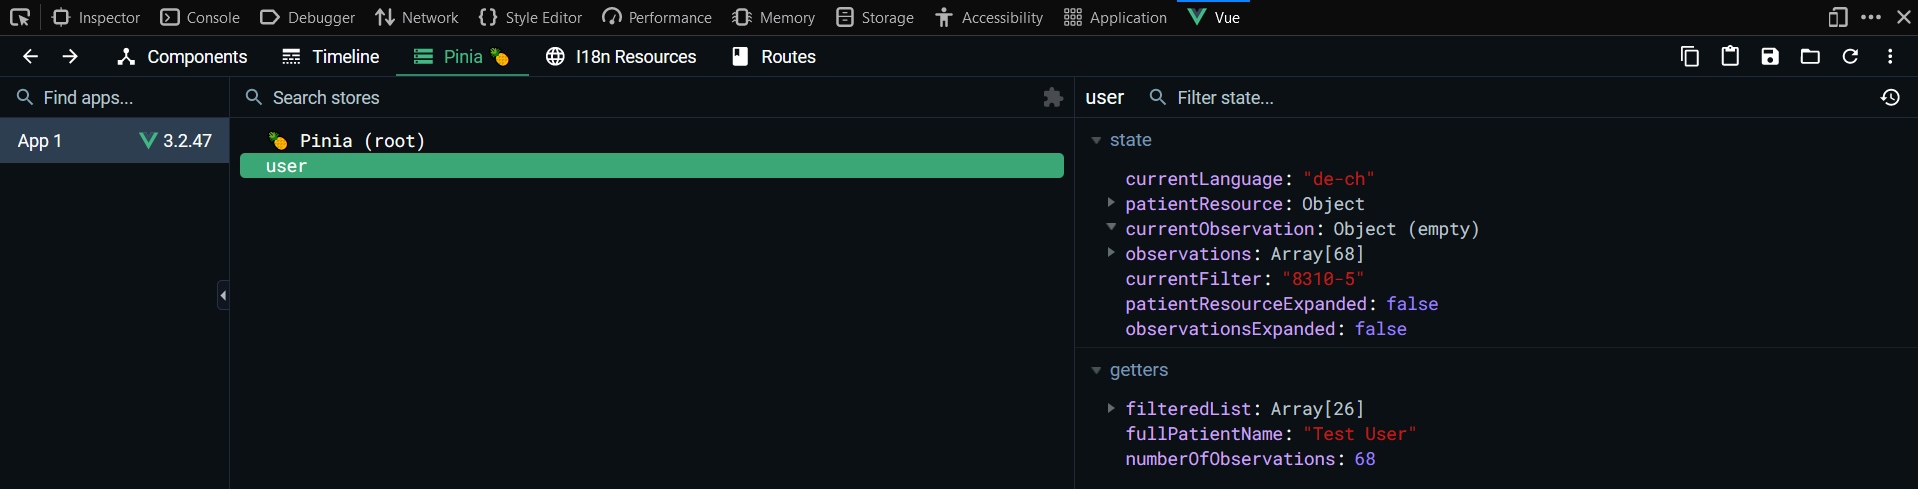 Inspector Console Debugger Network Style Editor Performance Memory Storage Accessibility Application Vue
Components Timeline Pinia 🍍 I18n Resources Routes
Find apps...
App 1 3.2.47
Search stores
🍍 Pinia (root)
user
user Filter state...
state
currentLanguage: "de-ch"
patientResource: Object
currentObservation: Object (empty)
observations: Array[68]
currentFilter: "8310-5"
patientResourceExpanded: false
observationsExpanded: false
getters
filteredList: Array[26]
fullPatientName: "Test User"
numberOfObservations: 68